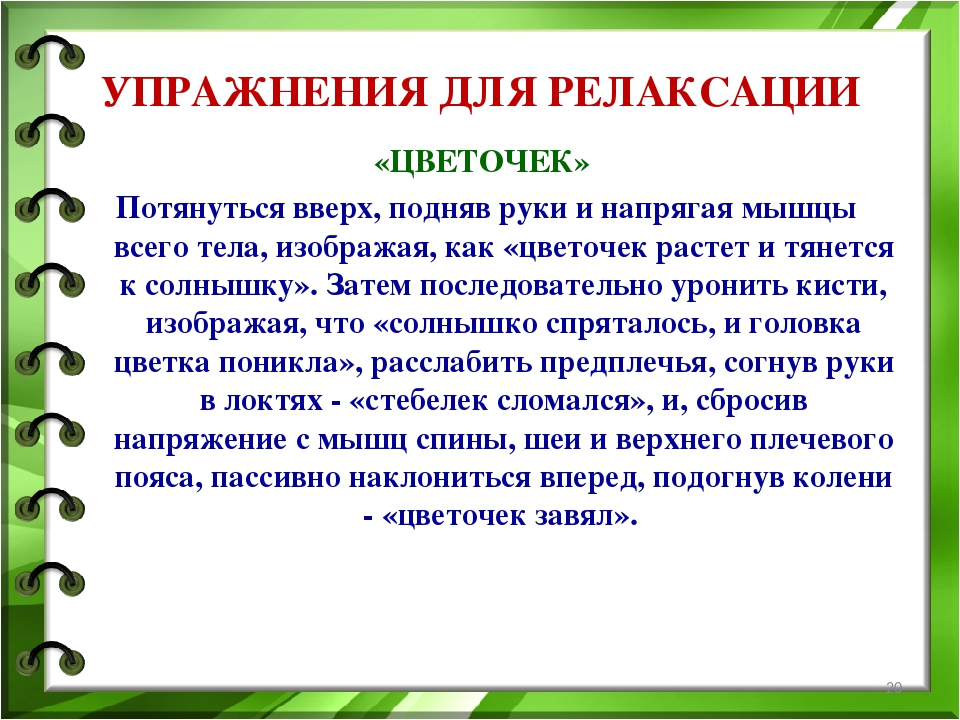 УПРАЖНЕНИЯ ДЛЯ РЕЛАКСАЦИИ
«ЦВЕТОЧЕК»
Потянуться вверх, подняв руки и напрягая мышцы
всего тела, изображая, как «цветочек растет и тянется
к солнышку». Затем последовательно уронить кисти,
изображая, что «солнышко спряталось, и головка
цветка поникла», расслабить предплечья, согнув руки
в локтях - «стебелек сломался», и, сбросив
напряжение с мышц спины, шеи и верхнего плечевого
пояса, пассивно наклониться вперед, подогнув колени
- «цветочек завял».
29